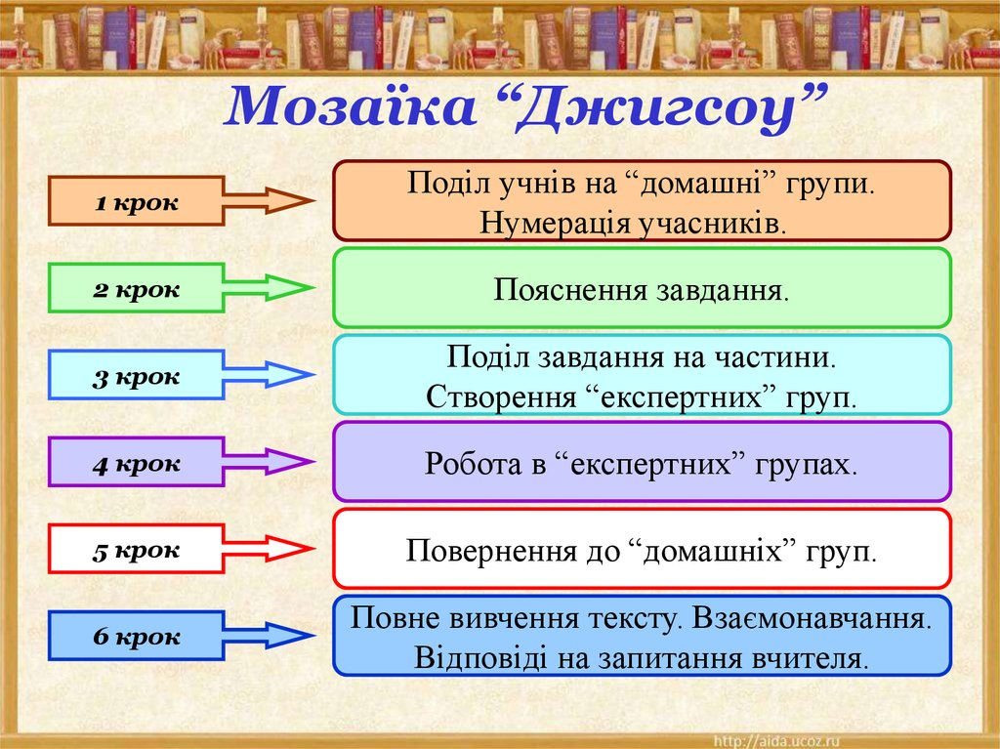 Мозаїка “Джигсоу”
1 крок
Поділ учнів на “домашні” групи.
Нумерація учасників.
2 крок
Пояснення завдання.
3 крок
Поділ завдання на частини.
Створення “експертних” груп.
4 крок
Робота в “експертних” групах.
5 крок
Повернення до “домашніх” груп.
6 крок
Повне вивчення тексту. Взаємонавчання.
Відповіді на запитання вчителя.
http://aida.ucoz.ru